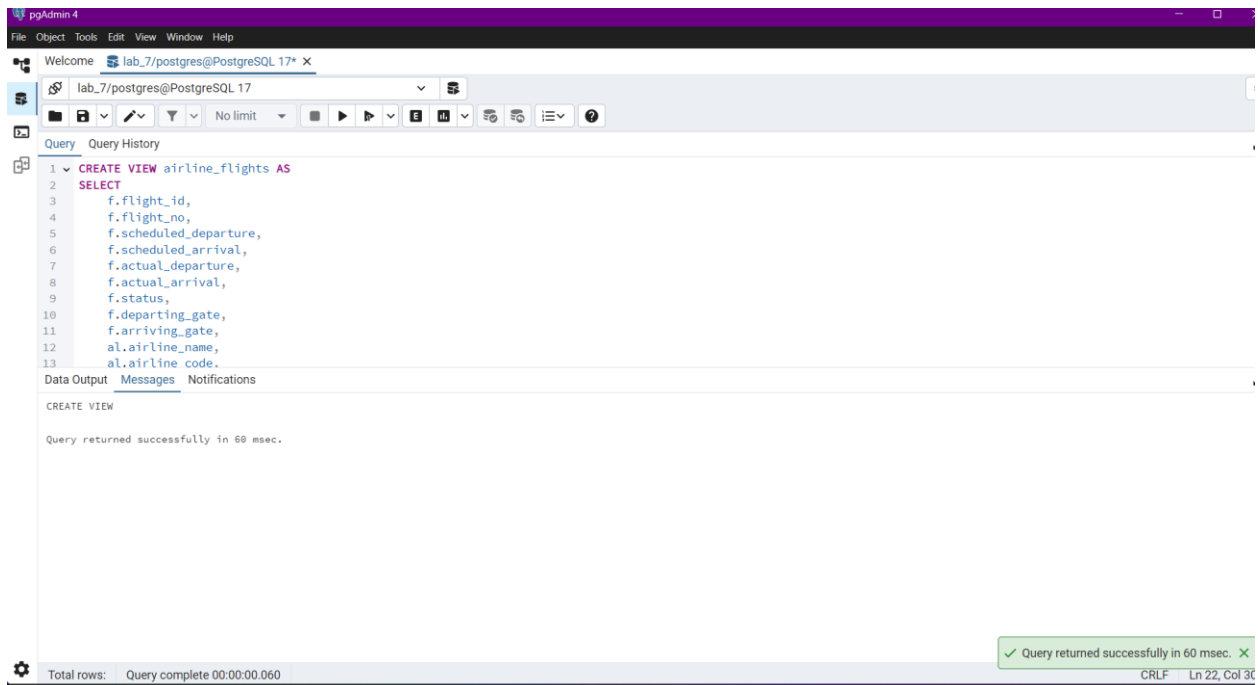 pgAdmin 4
File Object Tools Edit View Window Help
Welcome lab_7/postgres@PostgreSQL 17*
lab_7/postgres@PostgreSQL 17
No limit
Query Query History
1 CREATE VIEW airline_flights AS
2 SELECT
3 f.flight_id,
4 f.flight_no,
5 f.scheduled_departure,
6 f.scheduled_arrival,
7 f.actual_departure,
8 f.actual_arrival,
9 f.status,
10 f.departing_gate,
11 f.arriving_gate,
12 al.airline_name,
13 al.airline_code,
Data Output Messages Notifications
CREATE VIEW
Query returned successfully in 60 msec.
Query returned successfully in 60 msec.
Total rows: Query complete 00:00:00.060 CRLF Ln 22, Col 30